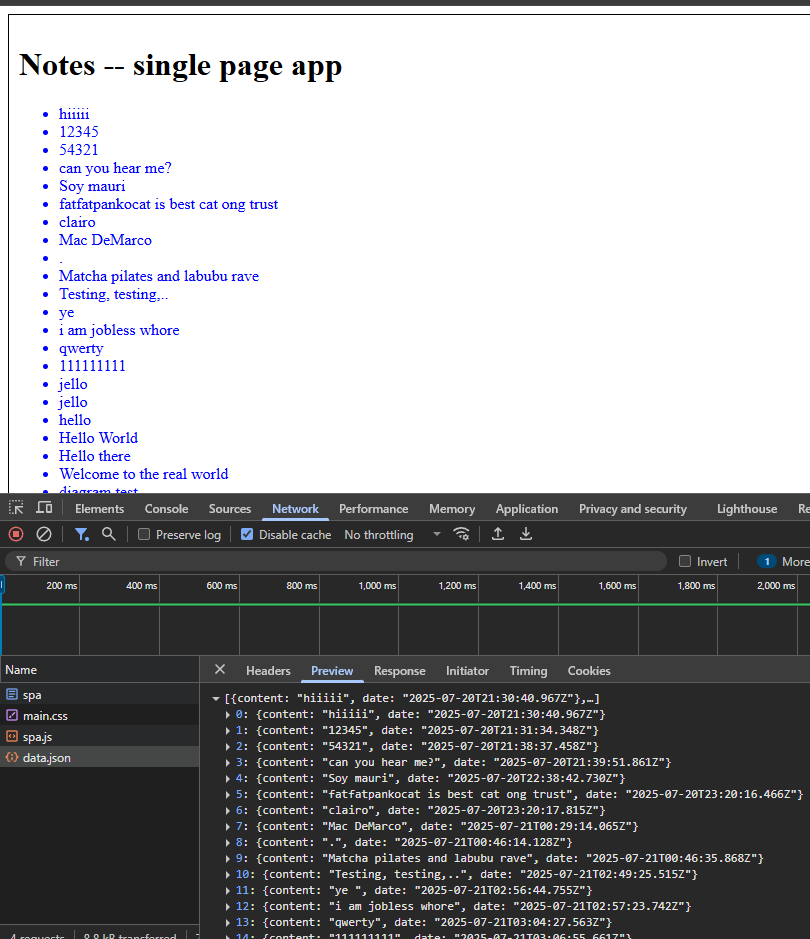 Notes -- single page app
hiiiii
12345
54321
can you hear me?
Soy mauri
fatfatpankocat is best cat ong trust
clairo
Mac DeMarco
.
Matcha pilates and labubu rave
Testing, testing,..
ye
i am jobless whore
qwerty
111111111
jello
jello
hello
Hello World
Hello there
Welcome to the real world
diagram test
Elements Console Sources Network Performance Memory Application Privacy and security Lighthouse Re
Preserve log Disable cache No throttling
Filter Invert 1 More
200 ms 400 ms 600 ms 800 ms 1,000 ms 1,200 ms 1,400 ms 1,600 ms 1,800 ms 2,000 ms
Name Headers Preview Response Initiator Timing Cookies
spa
main.css
spa.js
data.json
[{content: "hiiiii", date: "2025-07-20T21:30:40.967Z"},…]
0: {content: "hiiiii", date: "2025-07-20T21:30:40.967Z"}
1: {content: "12345", date: "2025-07-20T21:31:34.348Z"}
2: {content: "54321", date: "2025-07-20T21:38:37.458Z"}
3: {content: "can you hear me?", date: "2025-07-20T21:39:51.861Z"}
4: {content: "Soy mauri", date: "2025-07-20T22:38:42.730Z"}
5: {content: "fatfatpankocat is best cat ong trust", date: "2025-07-20T23:20:16.466Z"}
6: {content: "clairo", date: "2025-07-20T23:20:17.815Z"}
7: {content: "Mac DeMarco", date: "2025-07-21T00:29:14.065Z"}
8: {content: ".", date: "2025-07-21T00:46:14.128Z"}
9: {content: "Matcha pilates and labubu rave", date: "2025-07-21T00:46:35.868Z"}
10: {content: "Testing, testing,..", date: "2025-07-21T02:49:25.515Z"}
11: {content: "ye ", date: "2025-07-21T02:56:44.755Z"}
12: {content: "i am jobless whore", date: "2025-07-21T02:57:23.742Z"}
13: {content: "qwerty", date: "2025-07-21T03:04:27.563Z"}
14: {content: "111111111", date: "2025-07-21T03:06:55.661Z"}
4 requests 8.8 kB transferred